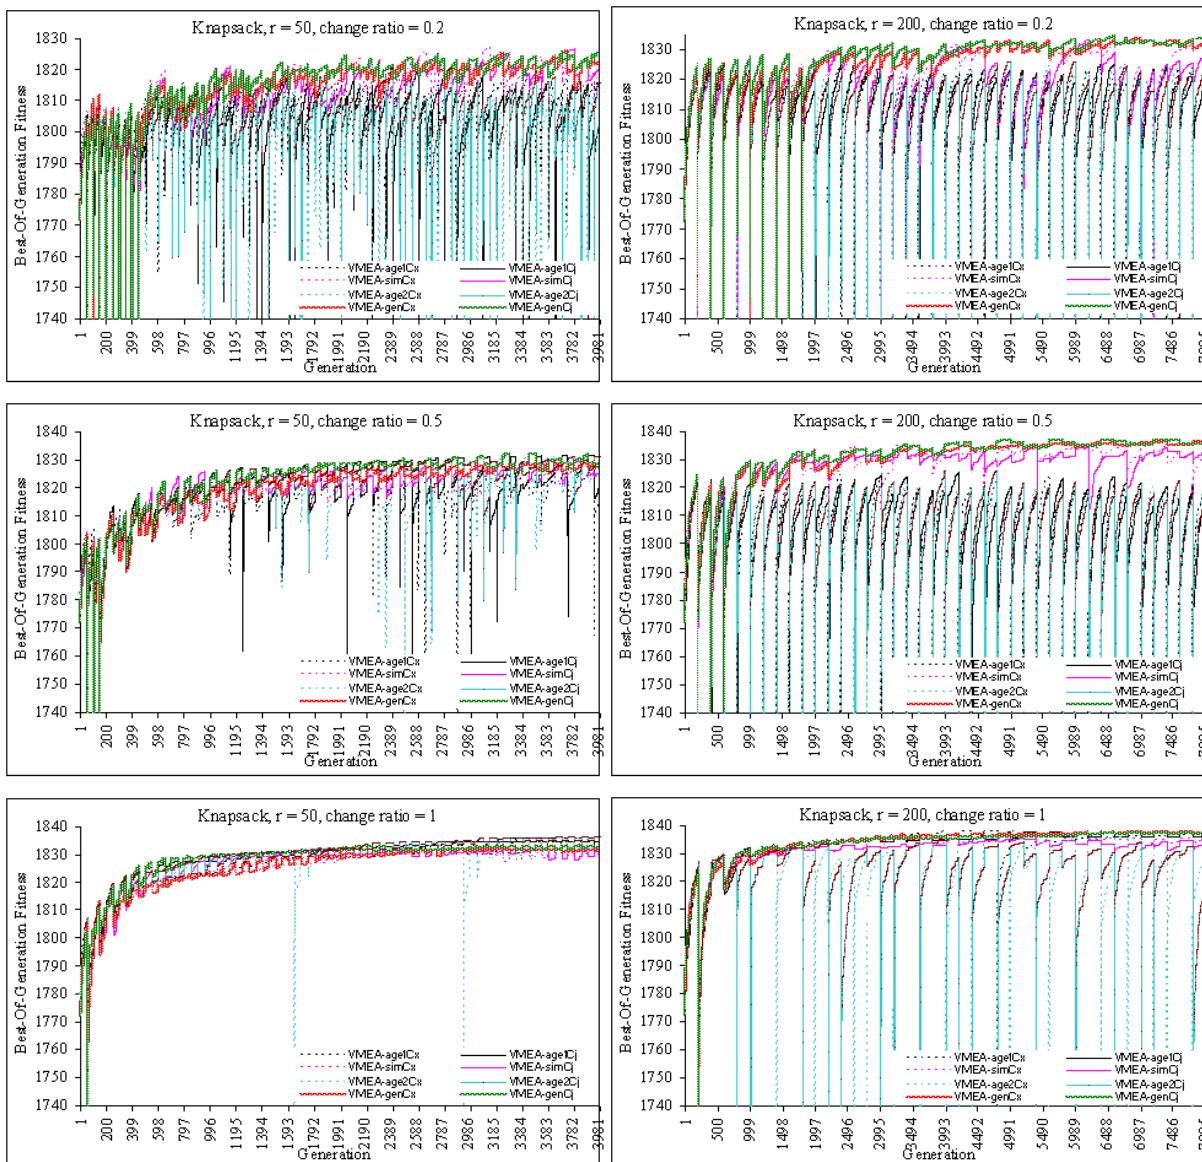 Knapsack, r = 50, change ratio = 0.2
Best-Of-Generation Fitness
1830
1820
1810
1800
1790
1780
1770
1760
1750
1740
VMEA-age1Cx VMEA-age1Cj
VMEA-simCx VMEA-simCj
VMEA-age2Cx VMEA-age2Cj
VMEA-genCx VMEA-genCj
1 200 399 598 797 996 1195 1394 1593 1792 1991 2190 2389 2588 2787 2986 3185 3384 3583 3782 3981
Generation
Knapsack, r = 200, change ratio = 0.2
Best-Of-Generation Fitness
1830
1820
1810
1800
1790
1780
1770
1760
1750
1740
VMEA-age1Cx VMEA-age1Cj
VMEA-simCx VMEA-simCj
VMEA-age2Cx VMEA-age2Cj
VMEA-genCx VMEA-genCj
1 500 999 1498 1997 2496 2995 3494 3993 4492 4991 5490 5989 6488 6987 7486
Generation
Knapsack, r = 50, change ratio = 0.5
Best-Of-Generation Fitness
1840
1830
1820
1810
1800
1790
1780
1770
1760
1750
1740
VMEA-age1Cx VMEA-age1Cj
VMEA-simCx VMEA-simCj
VMEA-age2Cx VMEA-age2Cj
VMEA-genCx VMEA-genCj
1 200 399 598 797 996 1195 1394 1593 1792 1991 2190 2389 2588 2787 2986 3185 3384 3583 3782 3981
Generation
Knapsack, r = 200, change ratio = 0.5
Best-Of-Generation Fitness
1840
1830
1820
1810
1800
1790
1780
1770
1760
1750
1740
VMEA-age1Cx VMEA-age1Cj
VMEA-simCx VMEA-simCj
VMEA-age2Cx VMEA-age2Cj
VMEA-genCx VMEA-genCj
1 500 999 1498 1997 2496 2995 3494 3993 4492 4991 5490 5989 6488 6987 7486
Generation
Knapsack, r = 50, change ratio = 1
Best-Of-Generation Fitness
1840
1830
1820
1810
1800
1790
1780
1770
1760
1750
1740
VMEA-age1Cx VMEA-age1Cj
VMEA-simCx VMEA-simCj
VMEA-age2Cx VMEA-age2Cj
VMEA-genCx VMEA-genCj
1 200 399 598 797 996 1195 1394 1593 1792 1991 2190 2389 2588 2787 2986 3185 3384 3583 3782 3981
Generation
Knapsack, r = 200, change ratio = 1
Best-Of-Generation Fitness
1840
1830
1820
1810
1800
1790
1780
1770
1760
1750
1740
VMEA-age1Cx VMEA-age1Cj
VMEA-simCx VMEA-simCj
VMEA-age2Cx VMEA-age2Cj
VMEA-genCx VMEA-genCj
1 500 999 1498 1997 2496 2995 3494 3993 4492 4991 5490 5989 6488 6987 7486
Generation